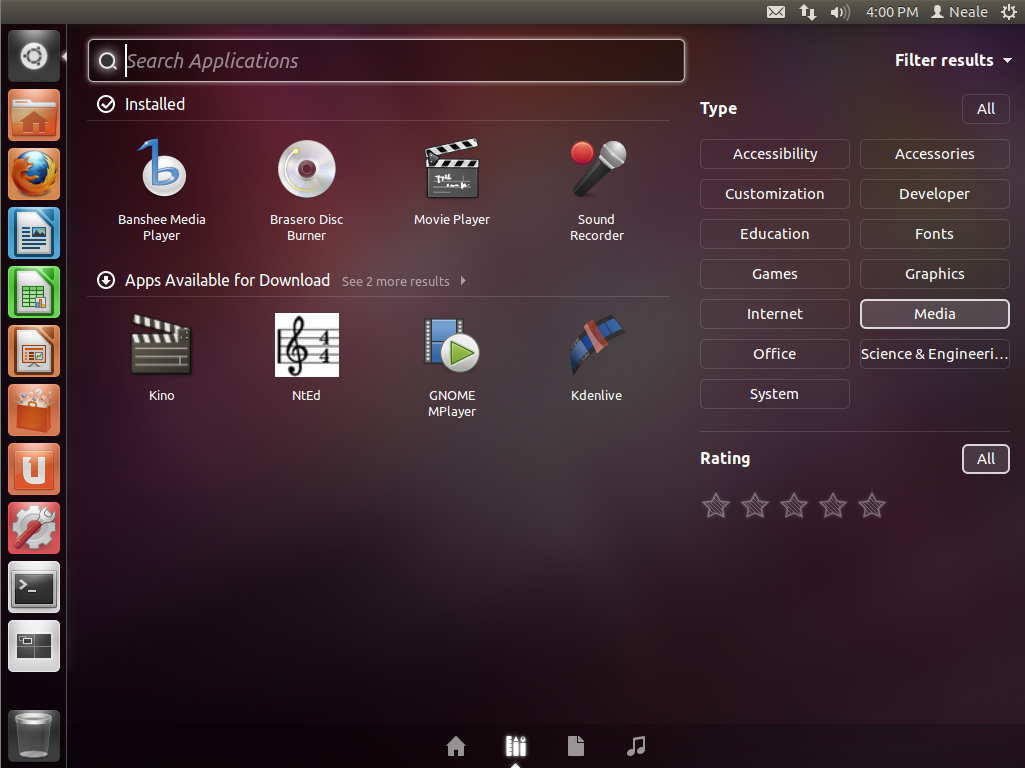 4:00 PM Neale
Search Applications
Filter results
Installed
Banshee Media
Player
Brasero Disc
Burner
Movie Player
Sound
Recorder
Apps Available for Download See 2 more results
Kino
NtEd
GNOME
MPlayer
Kdenlive
Type All
Accessibility Accessories
Customization Developer
Education Fonts
Games Graphics
Internet Media
Office Science & Engineeri...
System
Rating All